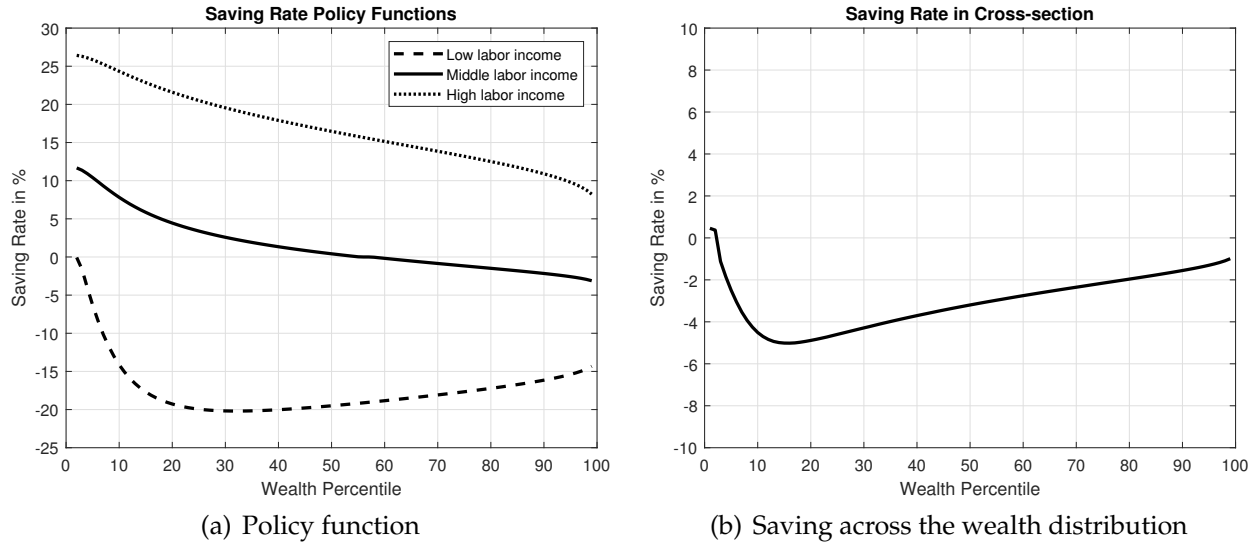 Saving Rate Policy Functions
30
25
20
15
10
5
0
-5
-10
-15
-20
-25
Saving Rate in %
Low labor income
Middle labor income
High labor income
0 10 20 30 40 50 60 70 80 90 100
Wealth Percentile
(a) Policy function
Saving Rate in Cross-section
10
8
6
4
2
0
-2
-4
-6
-8
-10
Saving Rate in %
0 10 20 30 40 50 60 70 80 90 100
Wealth Percentile
(b) Saving across the wealth distribution